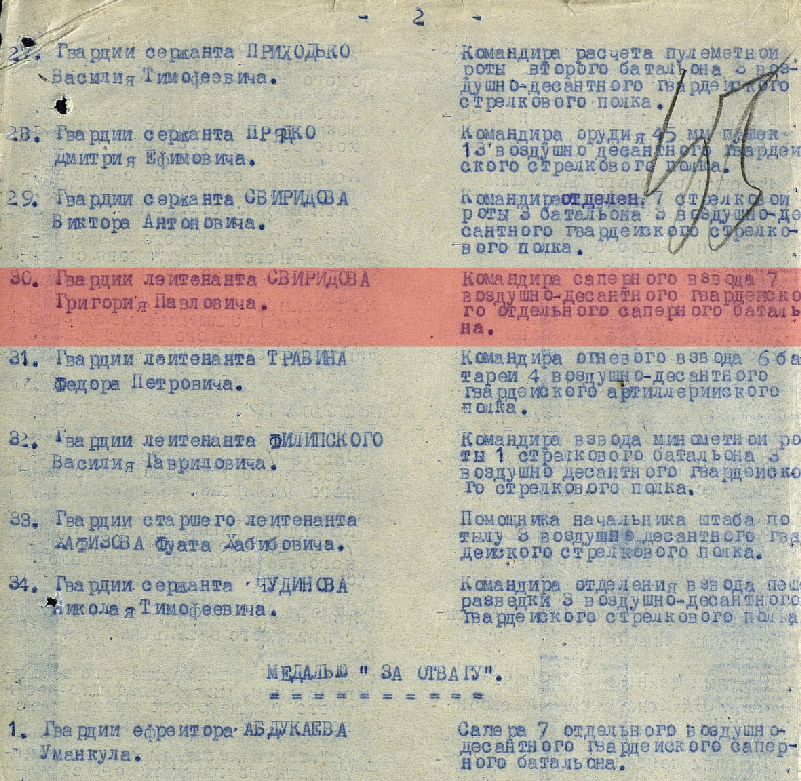 - 2 -
27. Гвардии сержанта ПРИХОДЬКО
Василия Тимофеевича.
Командира расчета пулеметной
роты второго батальона 3 воз-
душно-десантного гвардейского
стрелкового полка.
28. Гвардии сержанта ПРЯДКО
Дмитрия Ефимовича.
Командира орудия 45 мм пушек
13 воздушно десантного гвардей
ского стрелкового полка.
29. Гвардии сержанта СВИРИДОВА
Виктора Антоновича.
Командира отделен. 7 стрелковой
роты 3 батальона 3 воздушно-де
сантного гвардейского стрелко-
вого полка.
30. Гвардии лейтенанта СВИРИДОВА
Григория Павловича.
Командира саперного взвода 7
воздушно-десантного гвардейско
го отдельного саперного баталь
на.
31. Гвардии лейтенанта ТРАВИНА
Федора Петровича.
Командира огневого взвода 6 ба
тареи 4 воздушно-десантного
гвардейского артиллерийского
полка.
32. Гвардии лейтенанта ФИЛИПСКОГО
Василия Гавриловича.
Командира взвода минометной ро
ты 1 стрелкового батальона 3
воздушно десантного гвардейско
го стрелкового полка.
33. Гвардии старшего лейтенанта
ХАФИЗОВА Фуата Хабибовича.
Помощника начальника штаба по
тылу 3 воздушно десантного гва
дейского стрелкового полка.
34. Гвардии сержанта ЧУДИНОВА
Николая Тимофеевича.
Командира отделения взвода пеш
разведки 3 воздушно-десантного
гвардейского стрелкового полка
МЕДАЛЬЮ " ЗА ОТВАГУ".
= = = = = = = = = = =
1. Гвардии ефрейтора АБДУКАЕВА
Уманкула.
Сапера 7 отдельного воздушно-
десантного гвардейского сапер-
ного батальона.